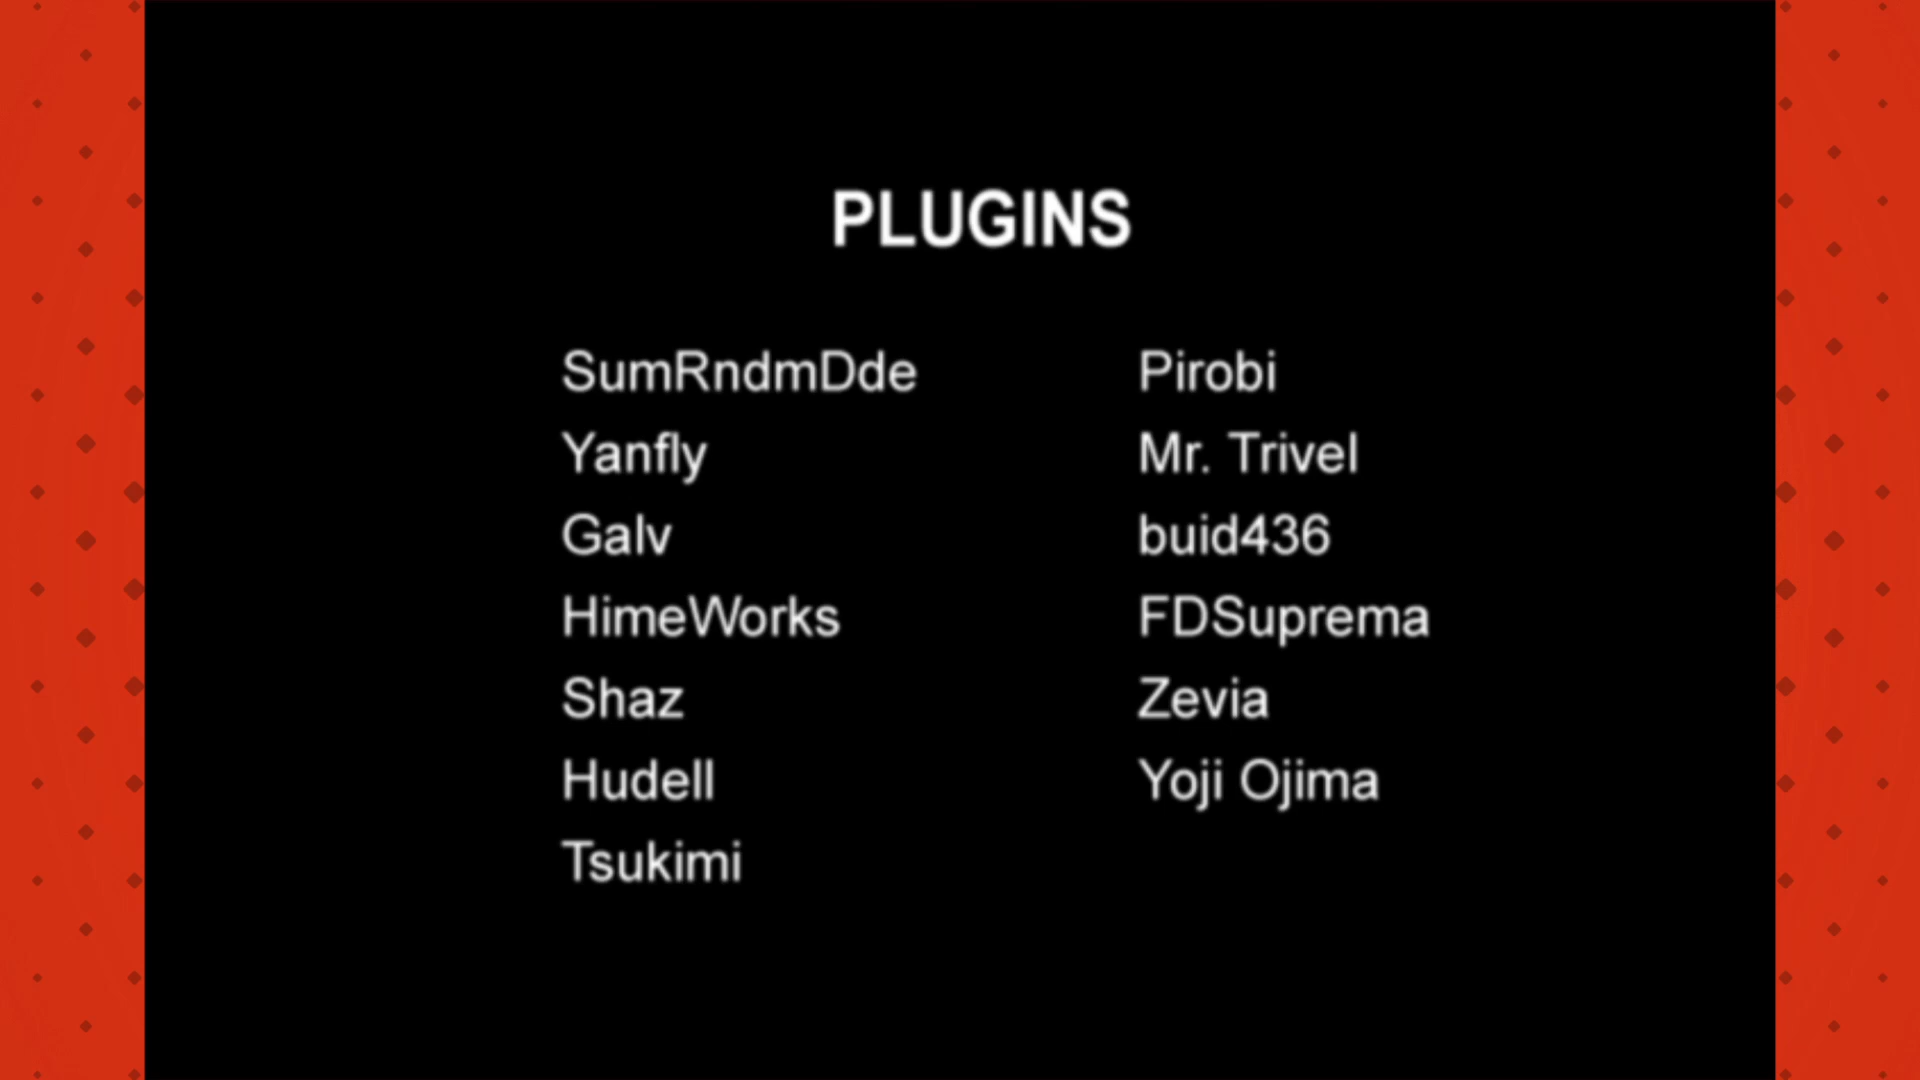 PLUGINS
SumRndmDde
Yanfly
Galv
HimeWorks
Shaz
Hudell
Tsukimi
Pirobi
Mr. Trivel
buid436
FDSuprema
Zevia
Yoji Ojima